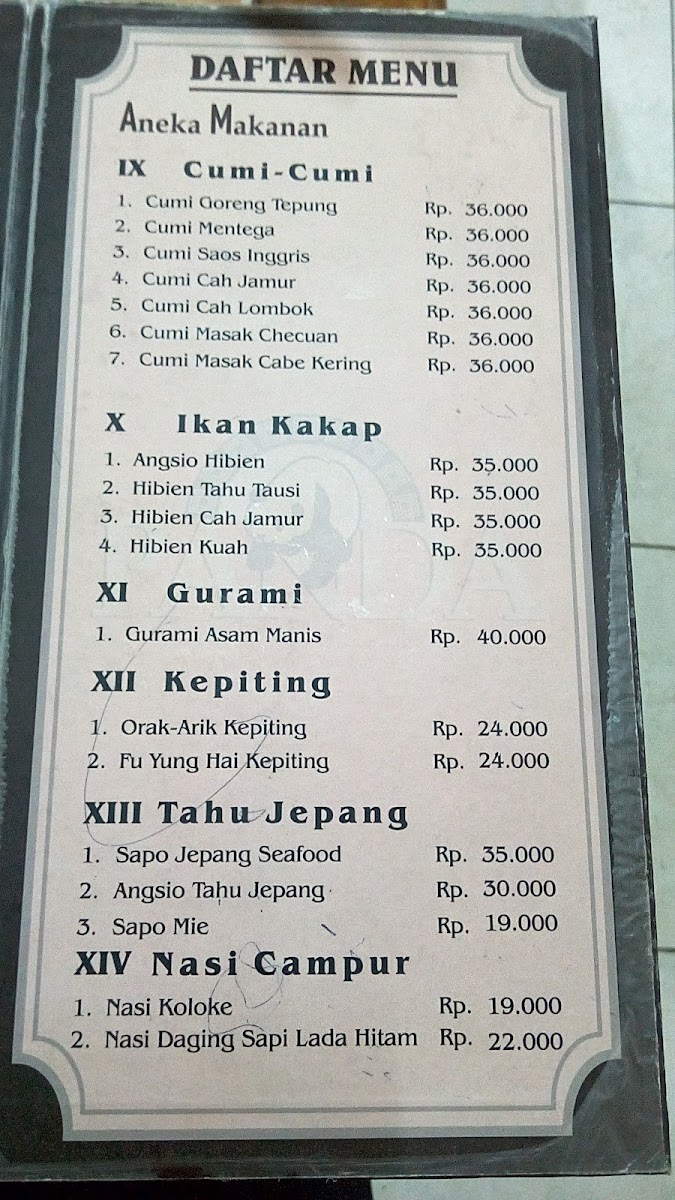 DAFTAR MENU
Aneka Makanan
IX Cumi-Cumi
1. Cumi Goreng Tepung Rp. 36.000
2. Cumi Mentega Rp. 36.000
3. Cumi Saos Inggris Rp. 36.000
4. Cumi Cah Jamur Rp. 36.000
5. Cumi Cah Lombok Rp. 36.000
6. Cumi Masak Checuan Rp. 36.000
7. Cumi Masak Cabe Kering Rp. 36.000
X Ikan Kakap
1. Angsio Hibien Rp. 35.000
2. Hibien Tahu Tausi Rp. 35.000
3. Hibien Cah Jamur Rp. 35.000
4. Hibien Kuah Rp. 35.000
XI Gurami
1. Gurami Asam Manis Rp. 40.000
XII Kepiting
1. Orak-Arik Kepiting Rp. 24.000
2. Fu Yung Hai Kepiting Rp. 24.000
XIII Tahu Jepang
1. Sapo Jepang Seafood Rp. 35.000
2. Angsio Tahu Jepang Rp. 30.000
3. Sapo Mie Rp. 19.000
XIV Nasi Campur
1. Nasi Koloke Rp. 19.000
2. Nasi Daging Sapi Lada Hitam Rp. 22.000